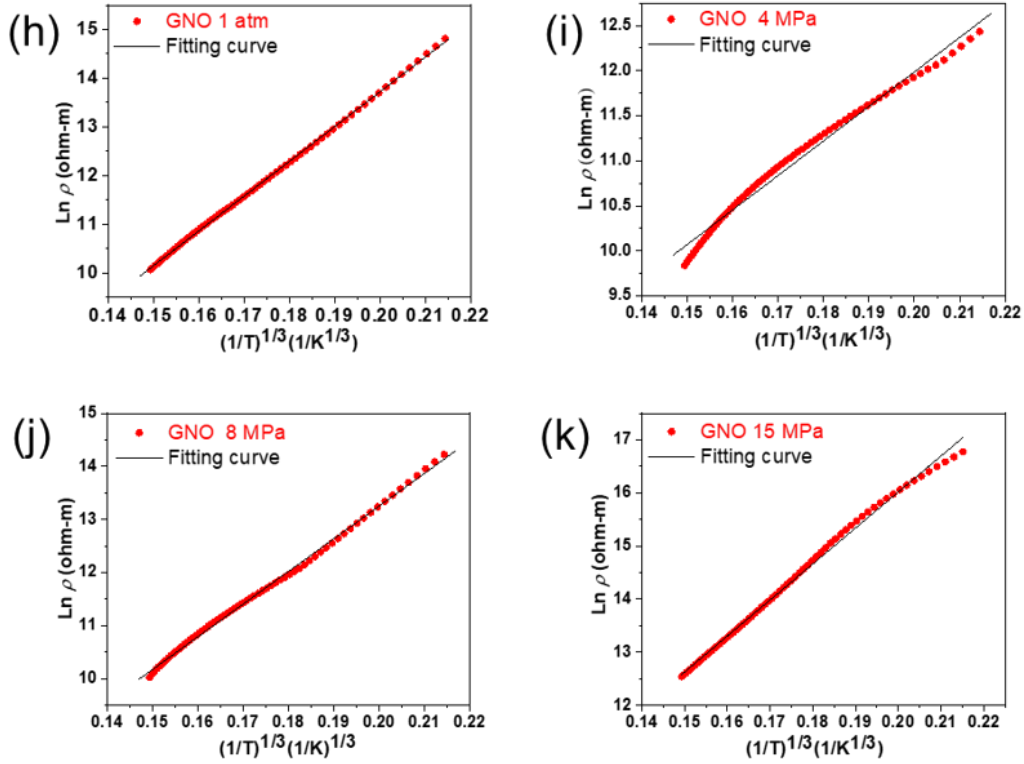 (h)
GNO 1 atm
Fitting curve
Ln ρ (ohm-m)
15
14
13
12
11
10
0.14 0.15 0.16 0.17 0.18 0.19 0.20 0.21 0.22
(1/T)^1/3 (1/K^1/3)
(i)
GNO 4 MPa
Fitting curve
Ln ρ (ohm-m)
12.5
12.0
11.5
11.0
10.5
10.0
9.5
0.14 0.15 0.16 0.17 0.18 0.19 0.20 0.21 0.22
(1/T)^1/3 (1/K^1/3)
(j)
GNO 8 MPa
Fitting curve
Ln ρ (ohm-m)
15
14
13
12
11
10
0.14 0.15 0.16 0.17 0.18 0.19 0.20 0.21 0.22
(1/T)^1/3 (1/K)^1/3
(k)
GNO 15 MPa
Fitting curve
Ln ρ (ohm-m)
17
16
15
14
13
12
0.14 0.15 0.16 0.17 0.18 0.19 0.20 0.21 0.22
(1/T)^1/3 (1/K^1/3)